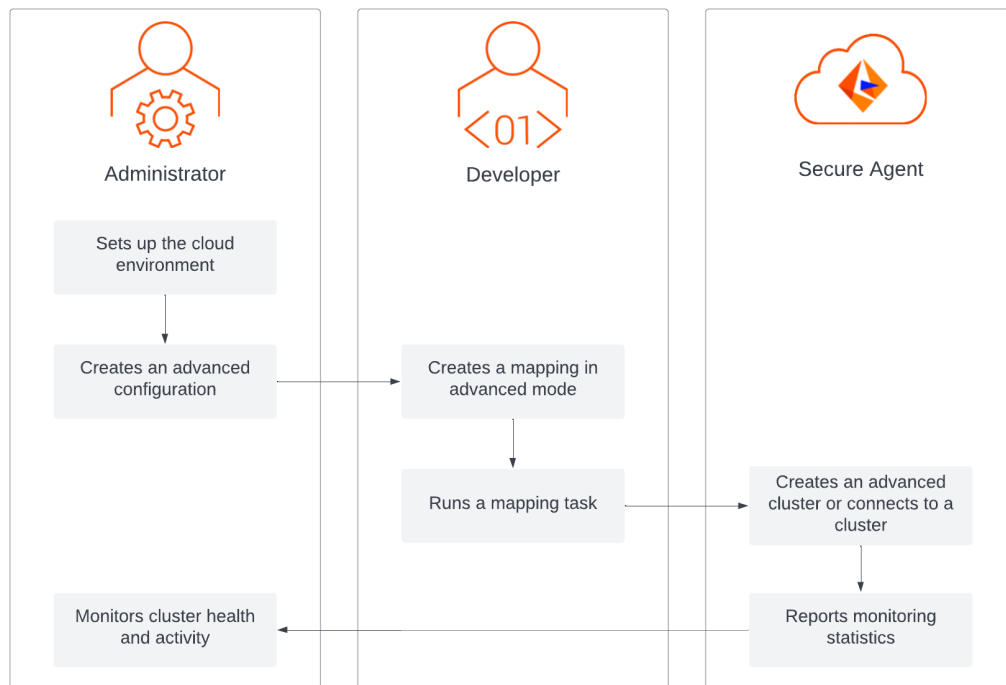 <01>
Administrator
Developer
Secure Agent
Sets up the cloud
environment
Creates an advanced
configuration
Creates a mapping in
advanced mode
Runs a mapping task
Creates an advanced
cluster or connects to a
cluster
Monitors cluster health
and activity
Reports monitoring
statistics